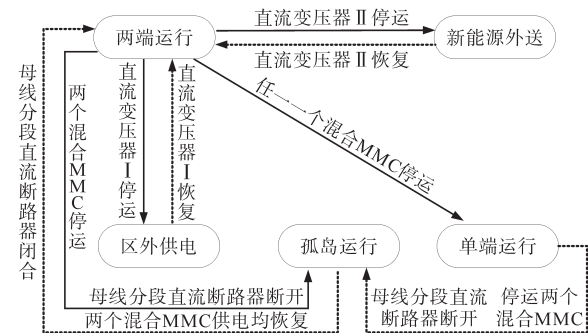 两端运行
直流变压器Ⅱ停运
新能源外送
直流变压器Ⅱ恢复
母线分段直流断路器闭合
两个混合MMC停运
直流变压器Ⅰ停运
直流变压器Ⅰ恢复
任一一个混合MMC停运
区外供电
孤岛运行
单端运行
母线分段直流断路器断开
两个混合MMC供电均恢复
母线分段直流
断路器断开
停运两个
混合MMC